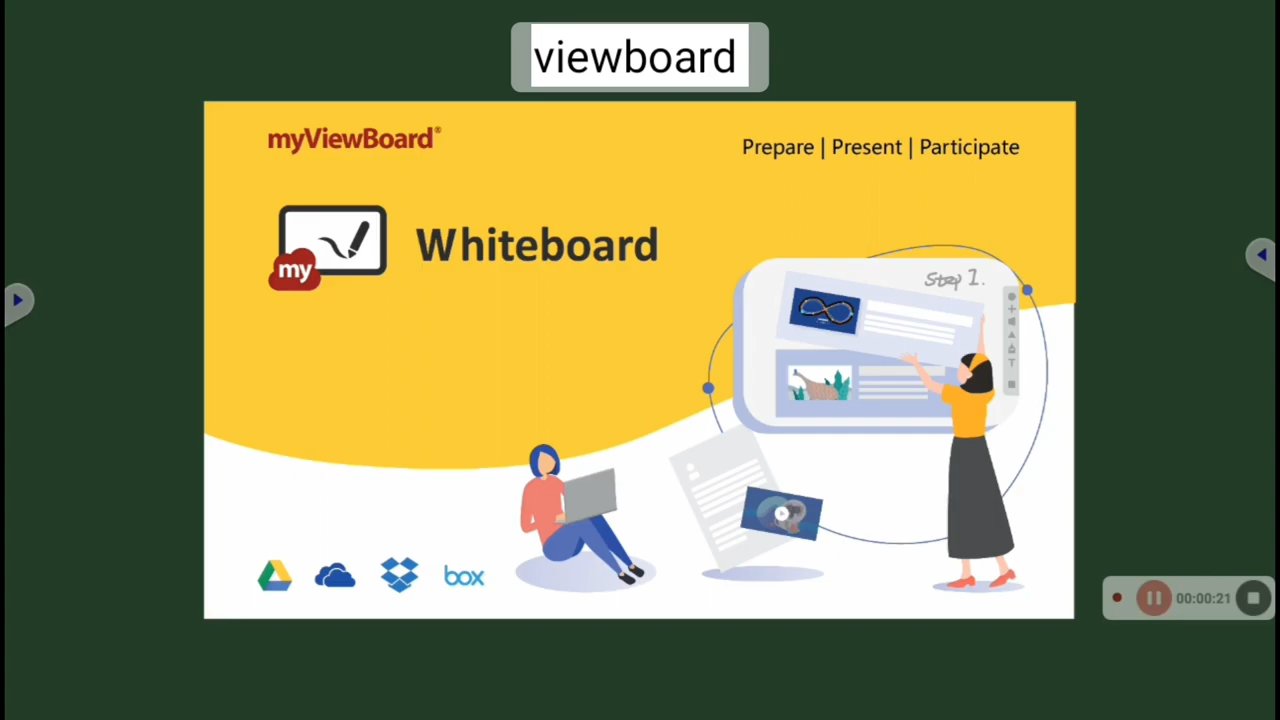 viewboard
myViewBoard®
Prepare | Present | Participate
Whiteboard
my
Step 1.
T
box
00:00:21